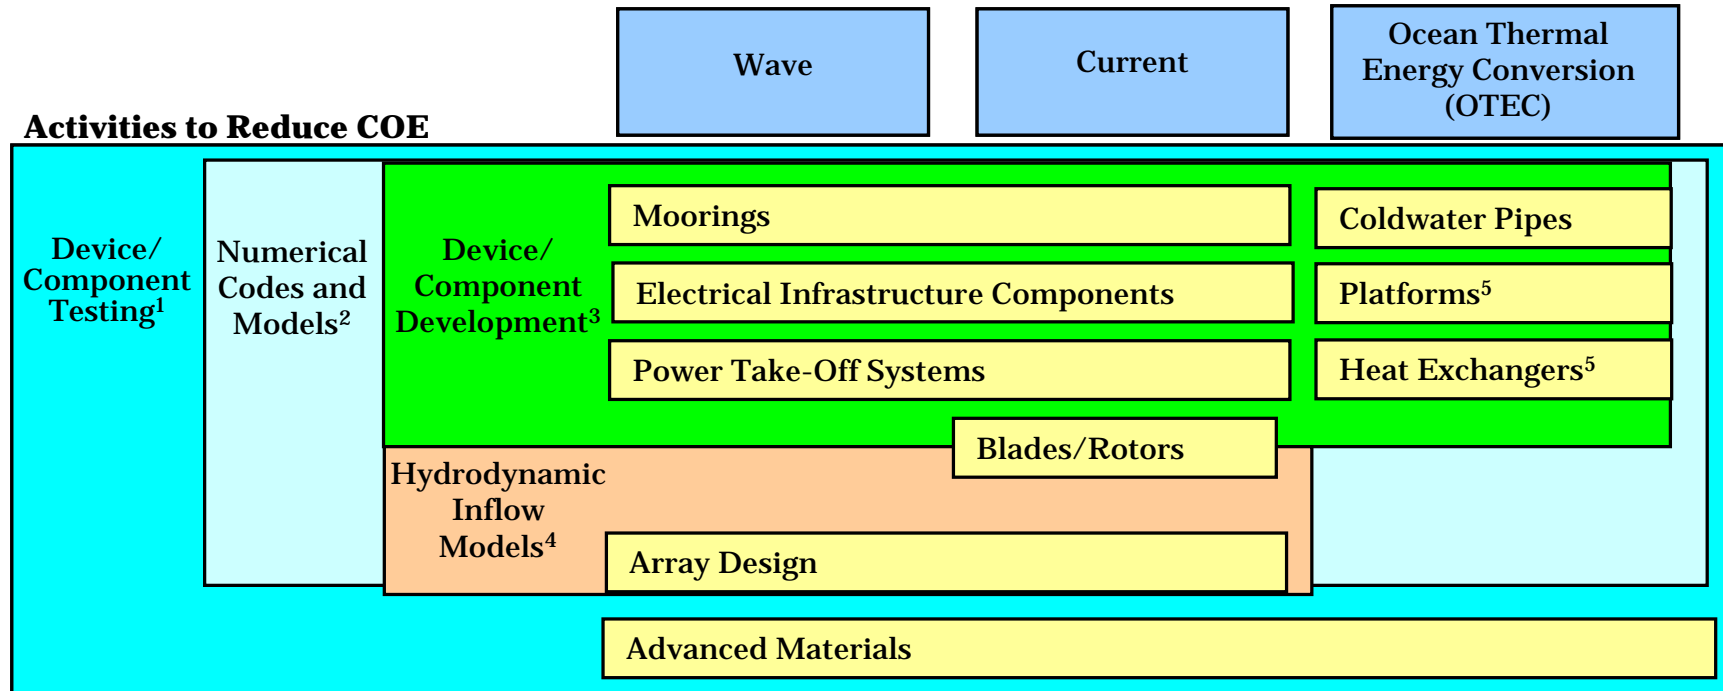 Wave
Current
Ocean Thermal
Energy Conversion
(OTEC)
Activities to Reduce COE
Device/
Component
Testing¹
Numerical
Codes and
Models²
Device/
Component
Development³
Moorings
Electrical Infrastructure Components
Power Take-Off Systems
Coldwater Pipes
Platforms⁵
Heat Exchangers⁵
Blades/Rotors
Hydrodynamic
Inflow
Models⁴
Array Design
Advanced Materials